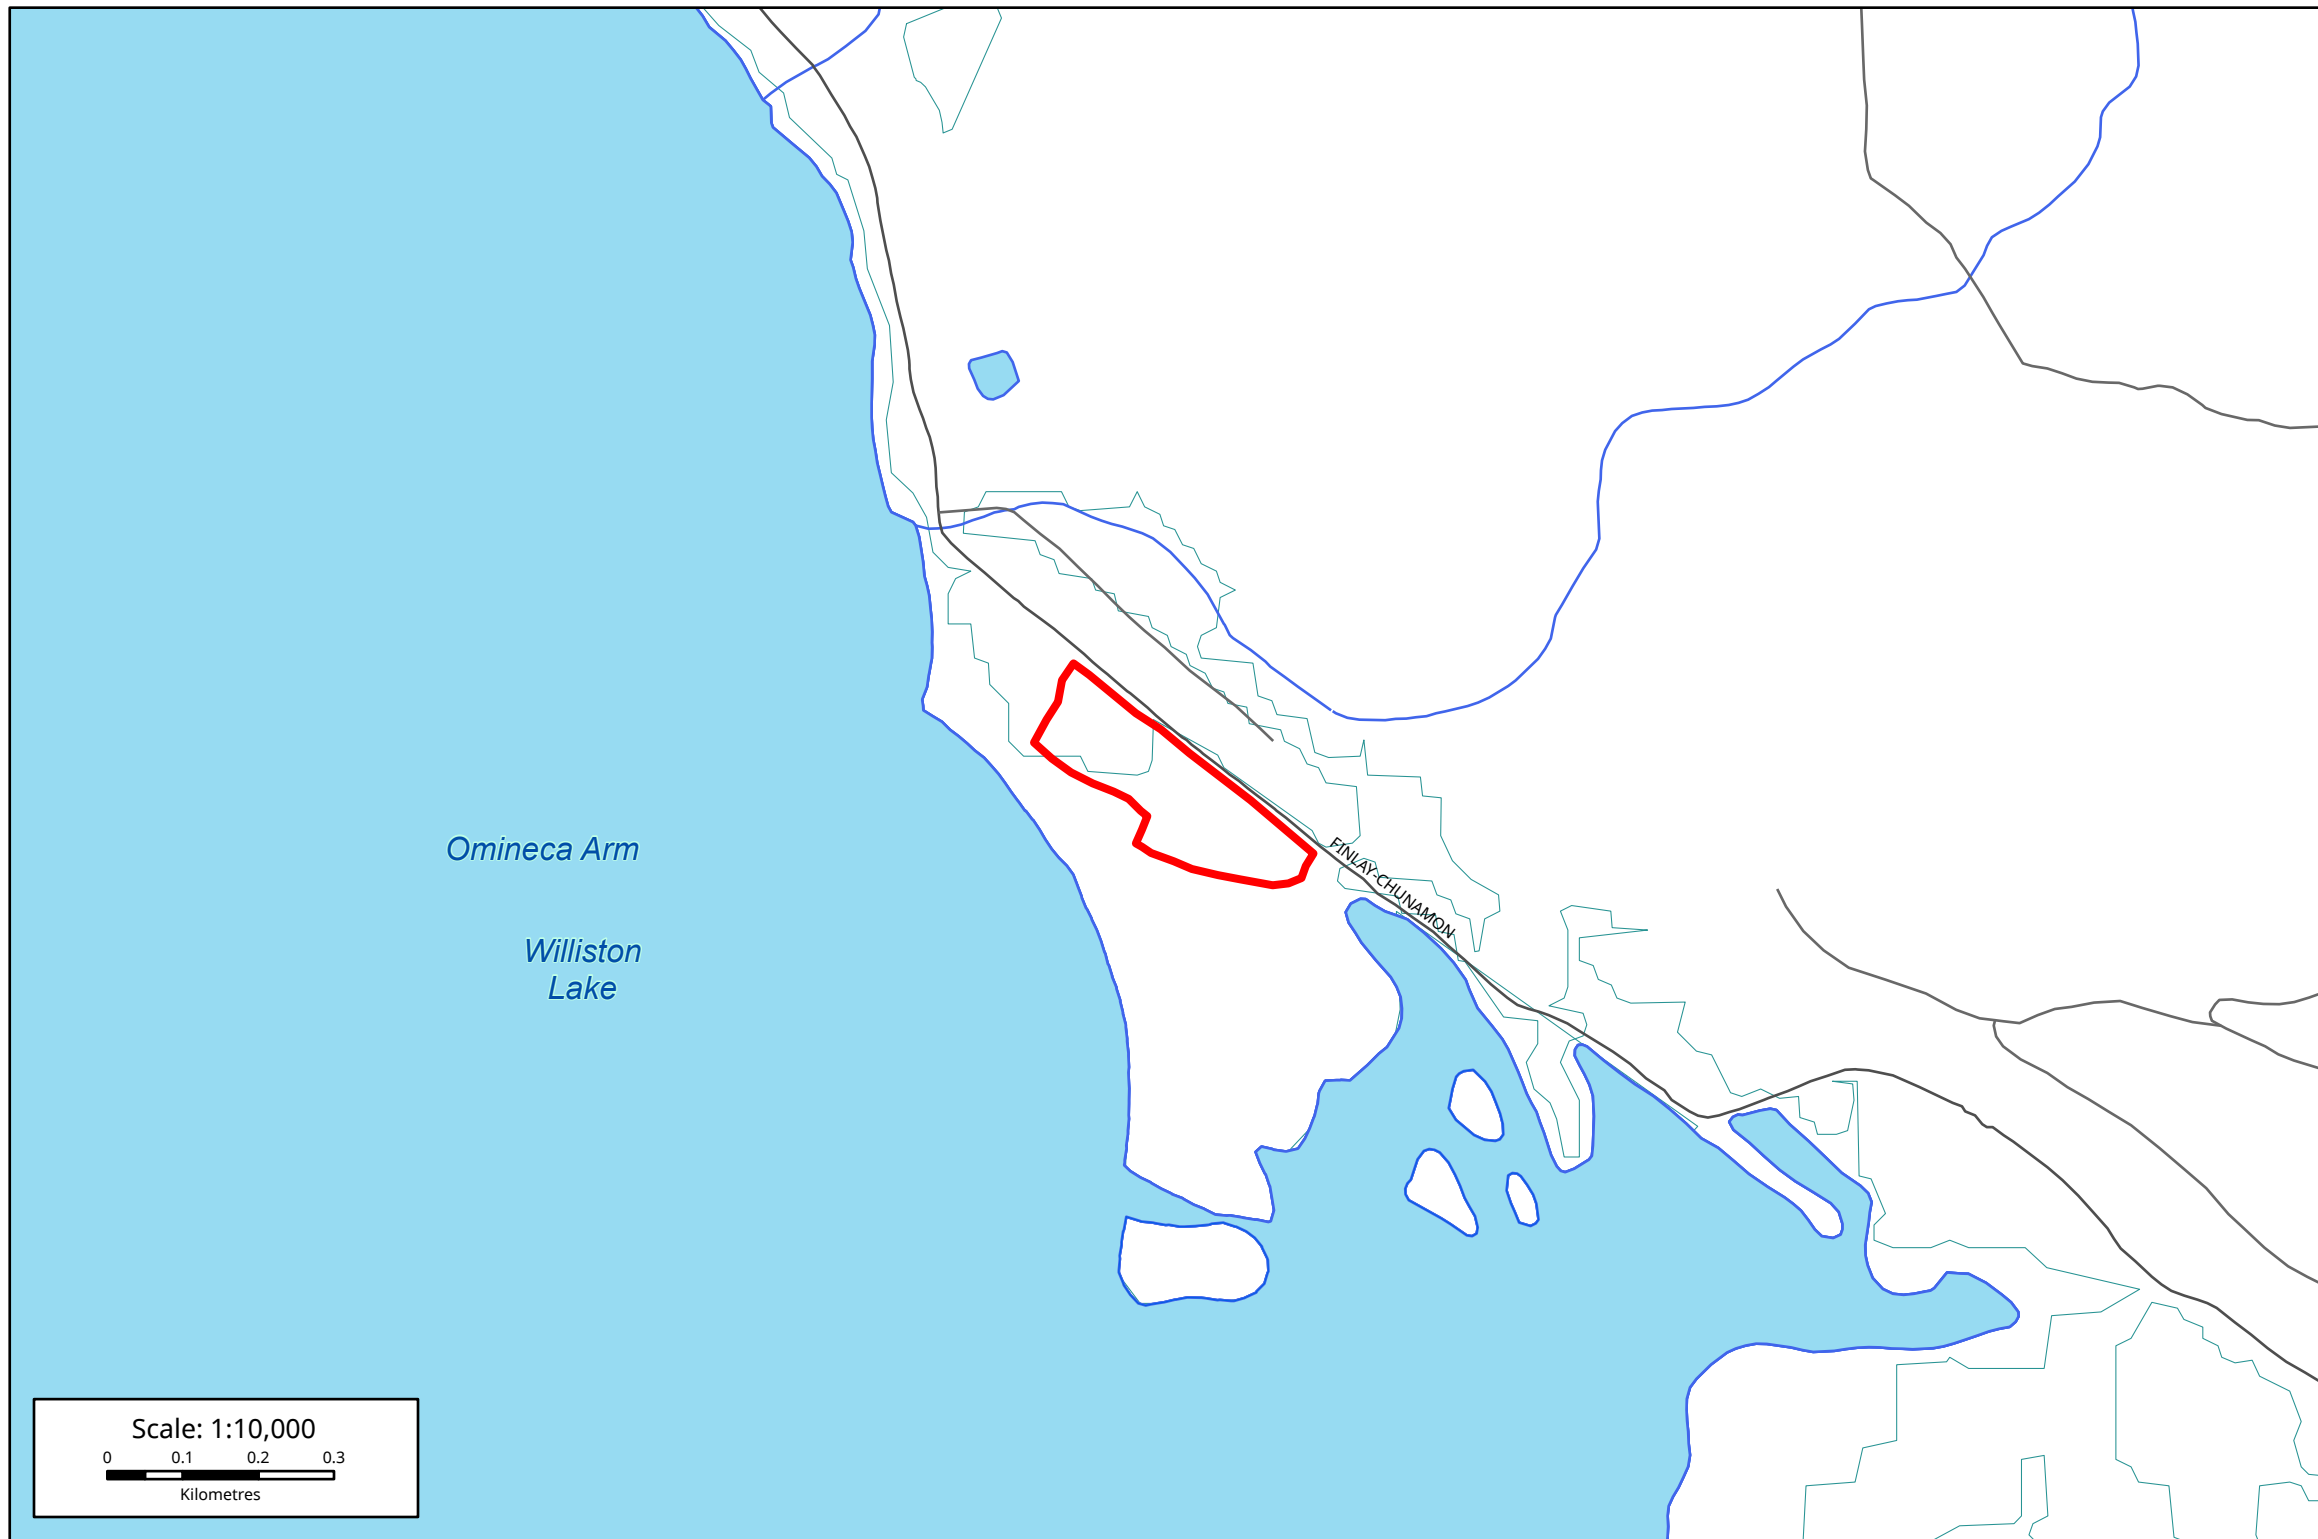 Omineca Arm
Williston
Lake
FINLAY-CHUNAMON
Scale: 1:10,000
0 0.1 0.2 0.3
Kilometres